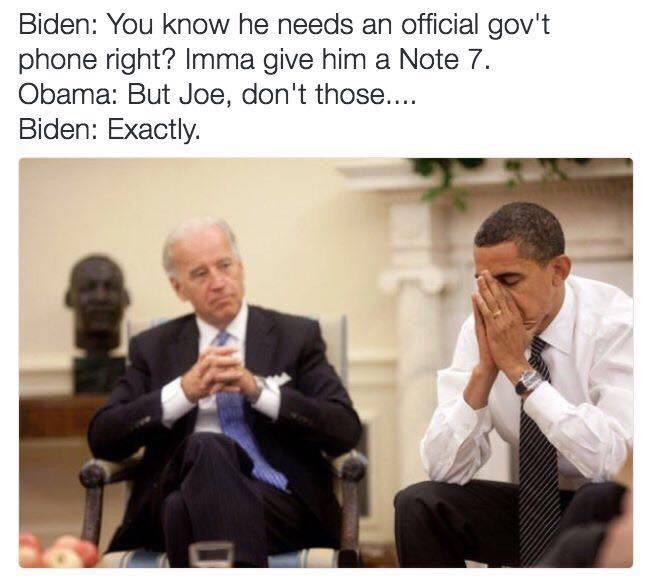 Biden: You know he needs an official gov't
phone right? Imma give him a Note 7.
Obama: But Joe, don't those....
Biden: Exactly.